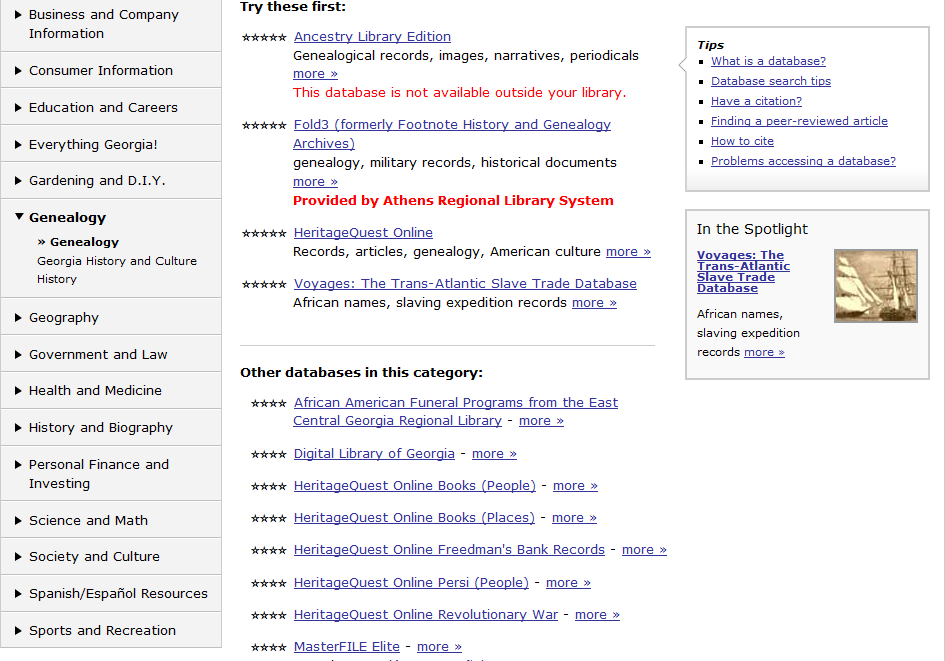 Business and Company
Information
Consumer Information
Education and Careers
Everything Georgia!
Gardening and D.I.Y.
Genealogy
» Genealogy
Georgia History and Culture
History
Geography
Government and Law
Health and Medicine
History and Biography
Personal Finance and
Investing
Science and Math
Society and Culture
Spanish/Español Resources
Sports and Recreation
Try these first:
Ancestry Library Edition
Genealogical records, images, narratives, periodicals
more »
This database is not available outside your library.
Fold3 (formerly Footnote History and Genealogy
Archives)
genealogy, military records, historical documents
more »
Provided by Athens Regional Library System
HeritageQuest Online
Records, articles, genealogy, American culture more »
Voyages: The Trans-Atlantic Slave Trade Database
African names, slaving expedition records more »
Other databases in this category:
African American Funeral Programs from the East
Central Georgia Regional Library - more »
Digital Library of Georgia - more »
HeritageQuest Online Books (People) - more »
HeritageQuest Online Books (Places) - more »
HeritageQuest Online Freedman's Bank Records - more »
HeritageQuest Online Persi (People) - more »
HeritageQuest Online Revolutionary War - more »
MasterFILE Elite - more »
Tips
What is a database?
Database search tips
Have a citation?
Finding a peer-reviewed article
How to cite
Problems accessing a database?
In the Spotlight
Voyages: The
Trans-Atlantic
Slave Trade
Database
African names,
slaving expedition
records more »